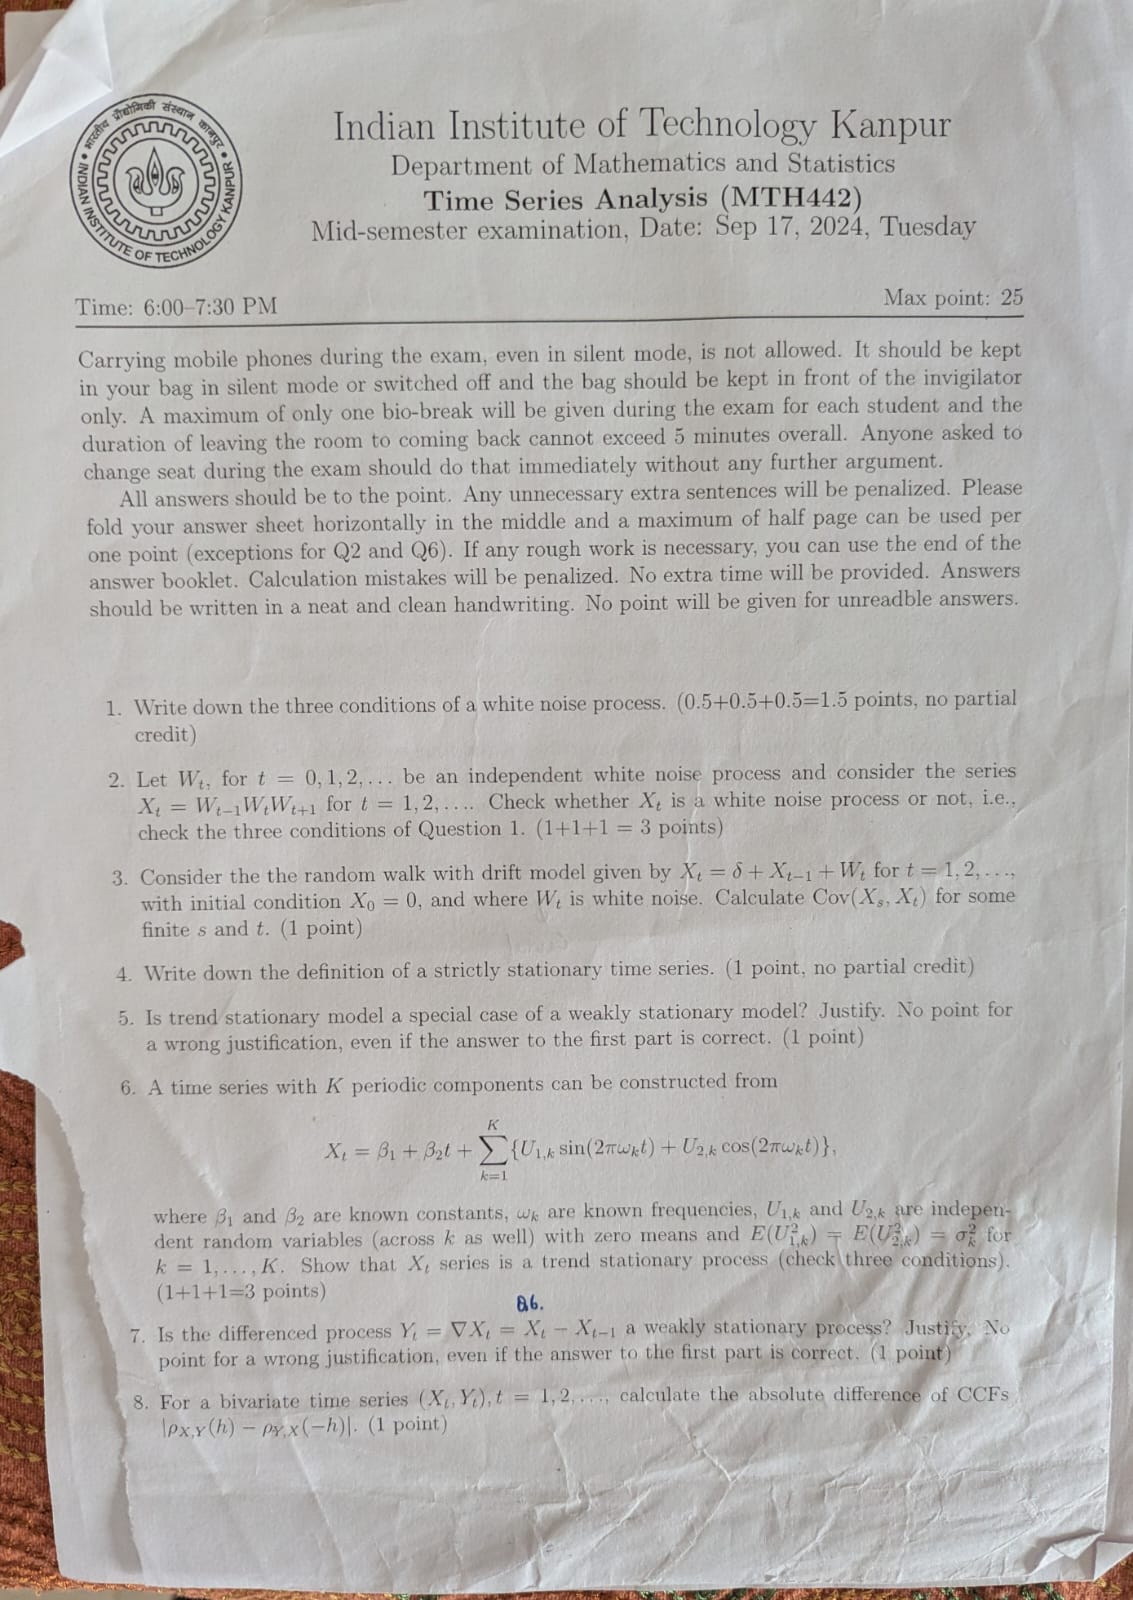 भारतीय प्रौद्योगिकी संस्थान कानपुर
INDIAN INSTITUTE OF TECHNOLOGY KANPUR
Indian Institute of Technology Kanpur
Department of Mathematics and Statistics
Time Series Analysis (MTH442)
Mid-semester examination, Date: Sep 17, 2024, Tuesday
Time: 6:00–7:30 PM Max point: 25
Carrying mobile phones during the exam, even in silent mode, is not allowed. It should be kept
in your bag in silent mode or switched off and the bag should be kept in front of the invigilator
only. A maximum of only one bio-break will be given during the exam for each student and the
duration of leaving the room to coming back cannot exceed 5 minutes overall. Anyone asked to
change seat during the exam should do that immediately without any further argument.
All answers should be to the point. Any unnecessary extra sentences will be penalized. Please
fold your answer sheet horizontally in the middle and a maximum of half page can be used per
one point (exceptions for Q2 and Q6). If any rough work is necessary, you can use the end of the
answer booklet. Calculation mistakes will be penalized. No extra time will be provided. Answers
should be written in a neat and clean handwriting. No point will be given for unreadble answers.
1. Write down the three conditions of a white noise process. (0.5+0.5+0.5=1.5 points, no partial
credit)
2. Let W_t, for t = 0, 1, 2, ... be an independent white noise process and consider the series
X_t = W_{t−1}W_tW_{t+1} for t = 1, 2, .... Check whether X_t is a white noise process or not, i.e.,
check the three conditions of Question 1. (1+1+1 = 3 points)
3. Consider the the random walk with drift model given by X_t = δ + X_{t−1} + W_t for t = 1, 2, ...,
with initial condition X_0 = 0, and where W_t is white noise. Calculate Cov(X_s, X_t) for some
finite s and t. (1 point)
4. Write down the definition of a strictly stationary time series. (1 point, no partial credit)
5. Is trend stationary model a special case of a weakly stationary model? Justify. No point for
a wrong justification, even if the answer to the first part is correct. (1 point)
6. A time series with K periodic components can be constructed from
X_t = β_1 + β_2t + ∑_{k=1}^{K} {U_{1,k} sin(2πω_kt) + U_{2,k} cos(2πω_kt)},
where β_1 and β_2 are known constants, ω_k are known frequencies, U_{1,k} and U_{2,k} are indepen-
dent random variables (across k as well) with zero means and E(U_{1,k}^2) = E(U_{2,k}^2) = σ_k^2 for
k = 1, ..., K. Show that X_t series is a trend stationary process (check three conditions).
(1+1+1=3 points)
Q6.
7. Is the differenced process Y_t = ∇X_t = X_t − X_{t−1} a weakly stationary process? Justify. No
point for a wrong justification, even if the answer to the first part is correct. (1 point)
8. For a bivariate time series (X_t, Y_t), t = 1, 2, ..., calculate the absolute difference of CCFs
|ρ_{X,Y}(h) − ρ_{Y,X}(−h)|. (1 point)